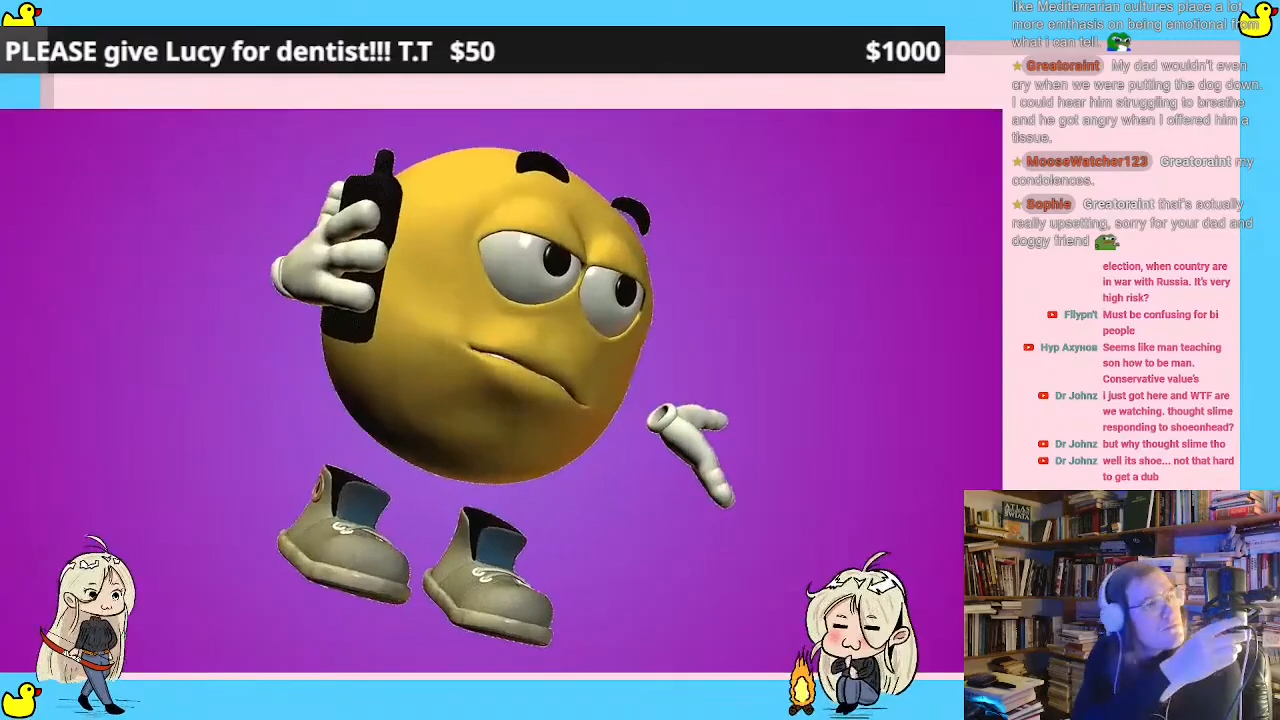 PLEASE give Lucy for dentist!!! T.T $50 $1000
like Mediterrarian cultures place a lot
more emthasis on being emotional from
what i can tell.
Greatoraint My dad wouldn't even
cry when we were putting the dog down.
I could hear him struggling to breathe
and he got angry when I offered him a
tissue.
MooseWatcher123 Greatoraint my
condolences.
Sophie Greatoraint that's actually
really upsetting, sorry for your dad and
doggy friend
election, when country are
in war with Russia. It's very
high risk?
Filypn't Must be confusing for bi
people
Нур Ахунов Seems like man teaching
son how to be man.
Conservative value's
Dr Johnz i just got here and WTF are
we watching. thought slime
responding to shoeonhead?
Dr Johnz but why thought slime tho
Dr Johnz well its shoe... not that hard
to get a dub
ATLAS
ŚWIATA